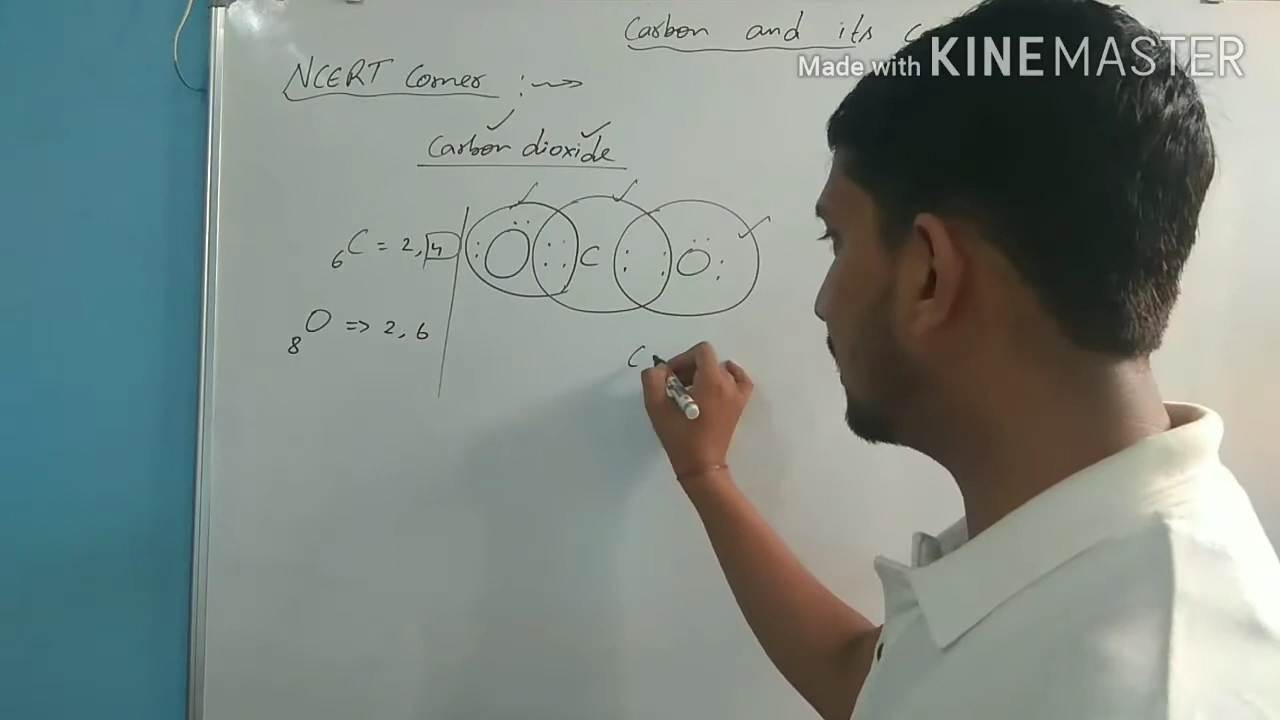 Carbon and its C
Made with KINEMASTER
NCERT Corner :
Carbon dioxide
6C = 2,4
O C O
8O => 2,6
C